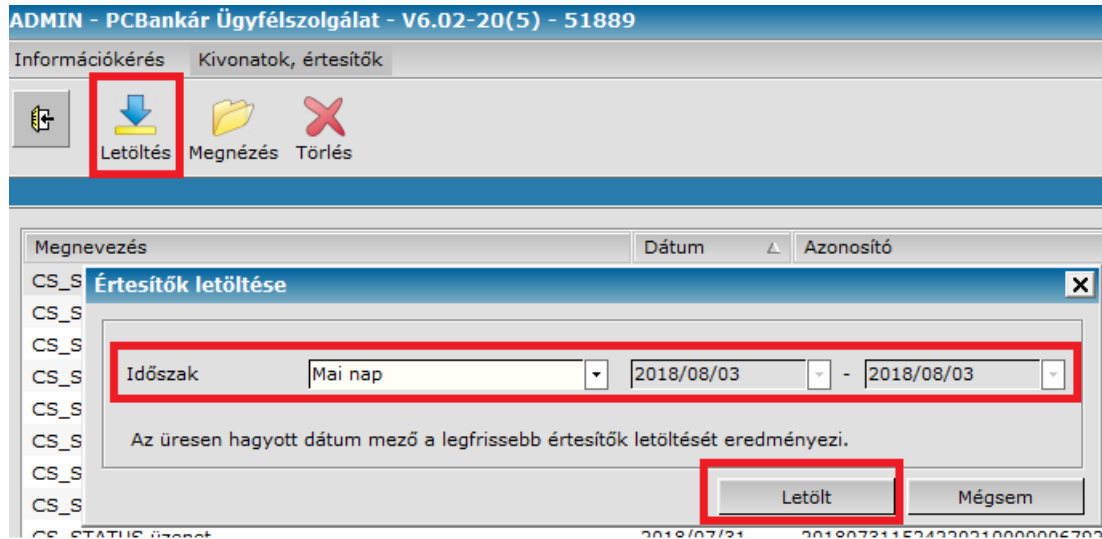 ADMIN - PCBankár Ügyfélszolgálat - V6.02-20(5) - 51889
Információkérés Kivonatok, értesítők
Letöltés Megnézés Törlés
Megnevezés Dátum Azonosító
CS_S
Értesítők letöltése
CS_S
CS_S
CS_S
Időszak Mai nap 2018/08/03 - 2018/08/03
CS_S
CS_S
Az üresen hagyott dátum mező a legfrissebb értesítők letöltését eredményezi.
CS_S
CS_S
Letölt Mégsem
CS_STATUS üzenet 2018/07/31